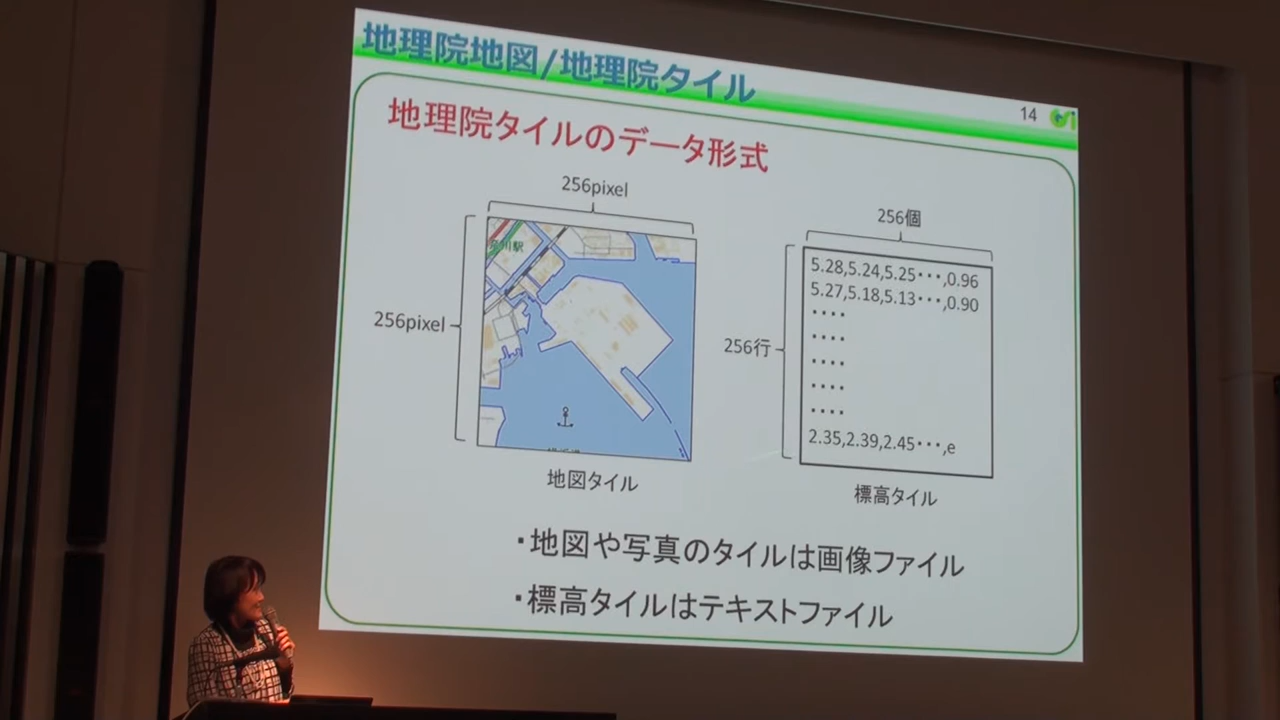 地理院地図/地理院タイル
14
地理院タイルのデータ形式
256pixel
256pixel
品川駅
地図タイル
256個
256行
5.28,5.24,5.25・・・,0.96
5.27,5.18,5.13・・・,0.90
・・・・
・・・・
・・・・
・・・・
・・・・
2.35,2.39,2.45・・・,e
標高タイル
・地図や写真のタイルは画像ファイル
・標高タイルはテキストファイル